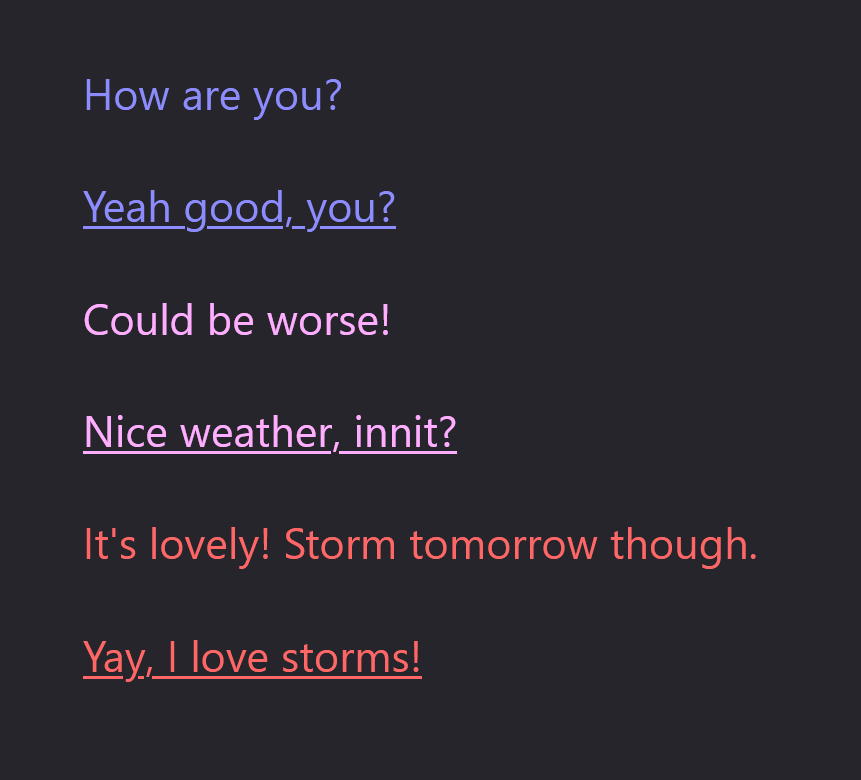 How are you?
Yeah good, you?
Could be worse!
Nice weather, innit?
It's lovely! Storm tomorrow though.
Yay, I love storms!